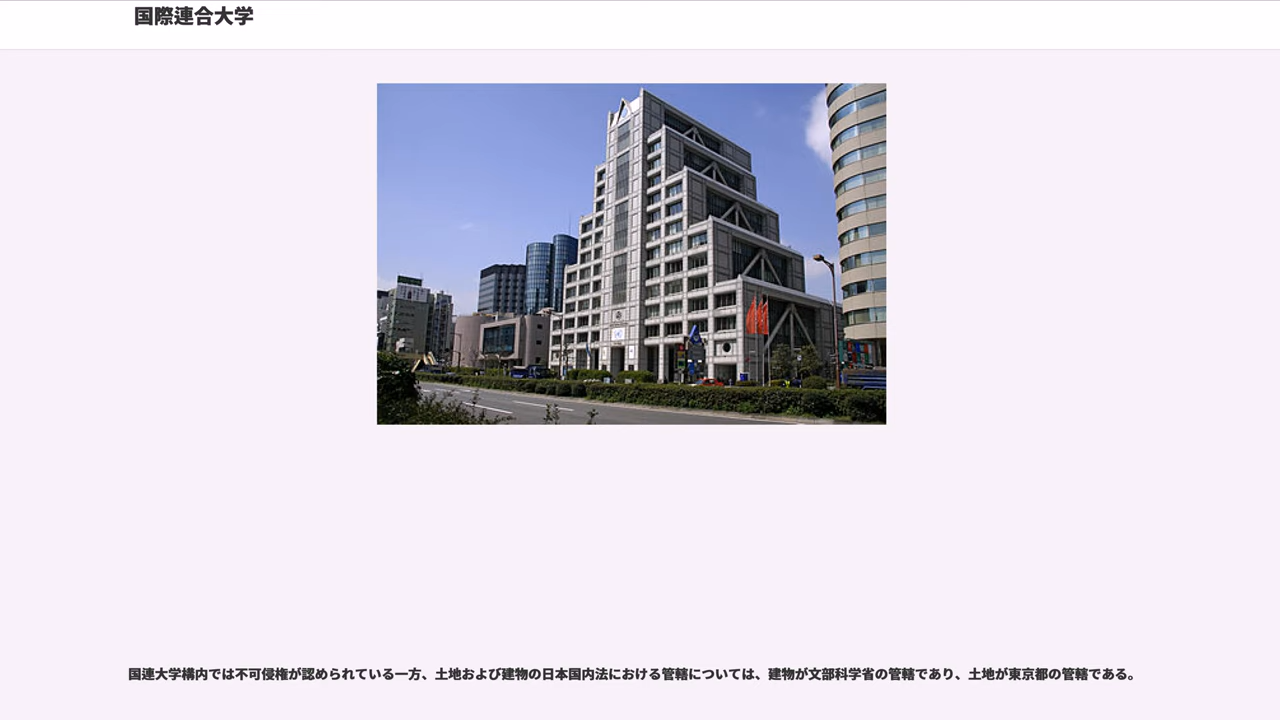 国際連合大学
国連大学構内では不可侵権が認められている一方、土地および建物の日本国内法における管轄については、建物が文部科学省の管轄であり、土地が東京都の管轄である。